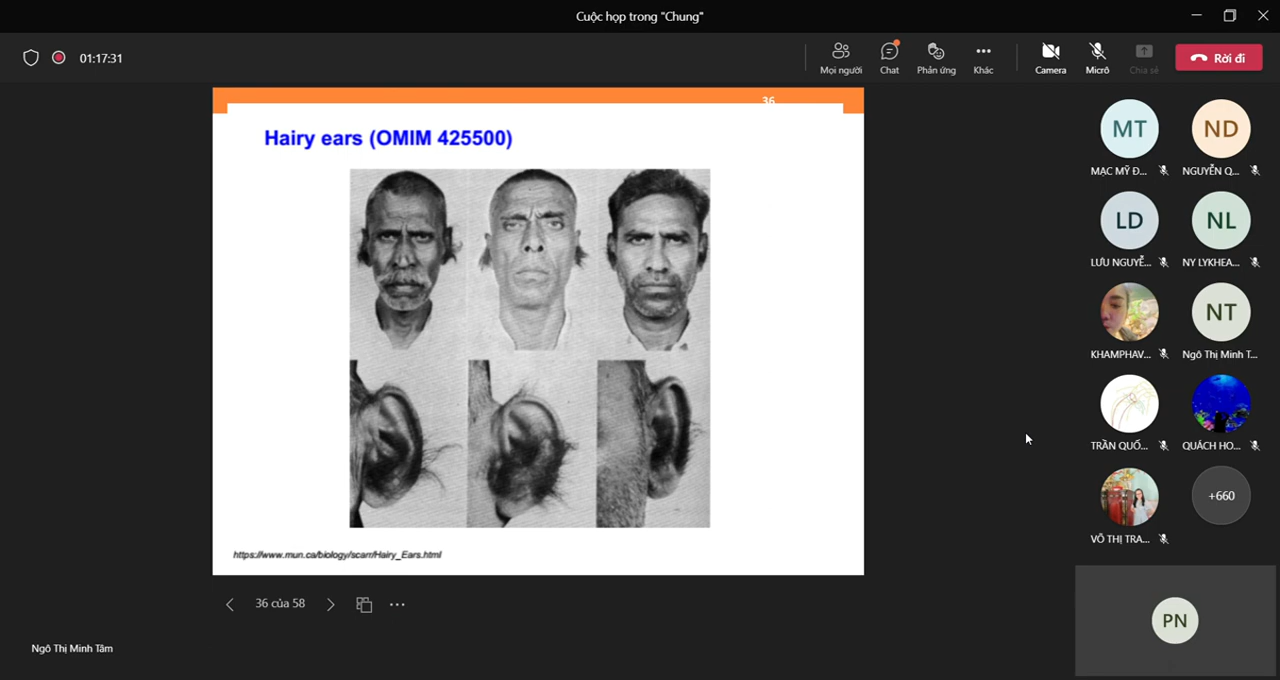 Cuộc họp trong "Chung"
01:17:31
Mọi người
Chat
Phản ứng
Khác
Camera
Micrô
Chia sẻ
Rời đi
36
Hairy ears (OMIM 425500)
https://www.mun.ca/biology/scarr/Hairy_Ears.html
36 của 58
Ngô Thị Minh Tâm
MT
ND
MẠC MỸ Đ...
NGUYỄN Q...
LD
NL
LƯU NGUYỄ...
NY LYKHEA...
NT
KHAMPHAV...
Ngô Thị Minh T...
TRẦN QUỐ...
QUÁCH HO...
+660
VÕ THỊ TRA...
PN